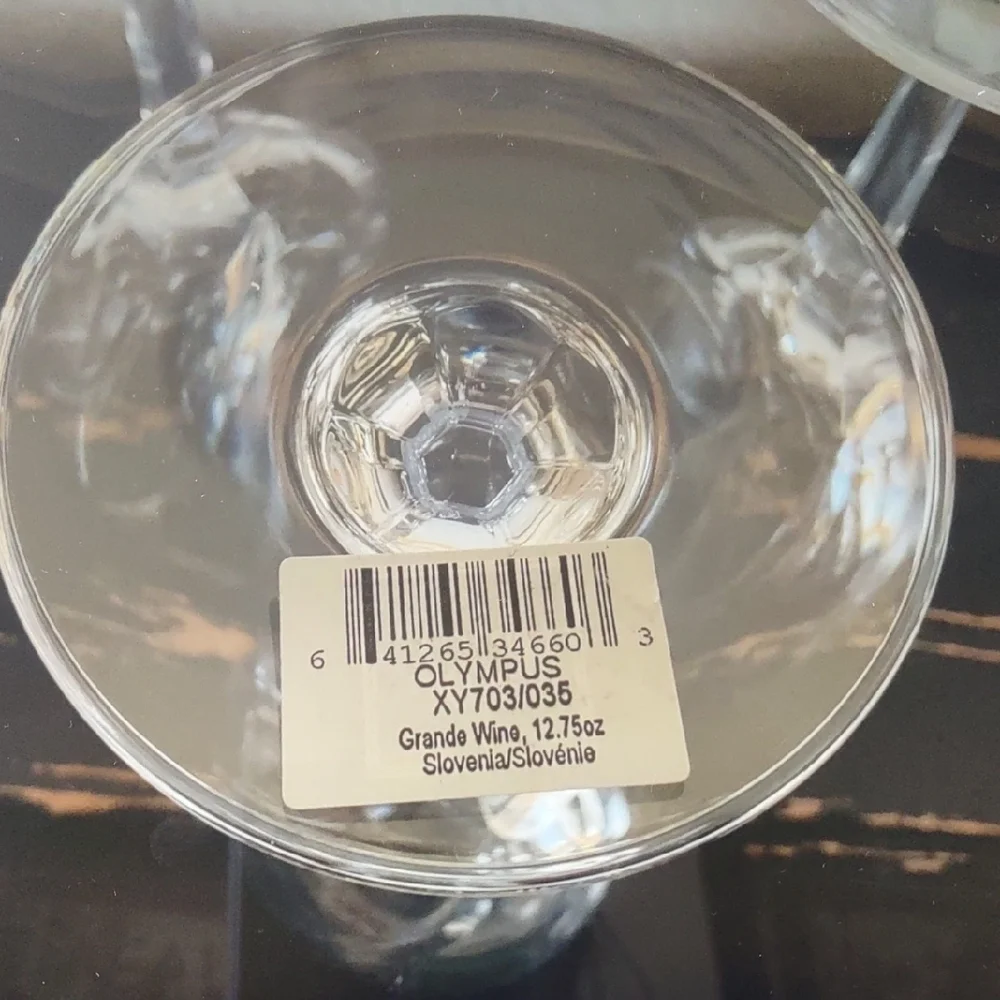 6 41265 34660 3
OLYMPUS
XY703/035
Grande Wine, 12.75oz
Slovenia/Slovénie